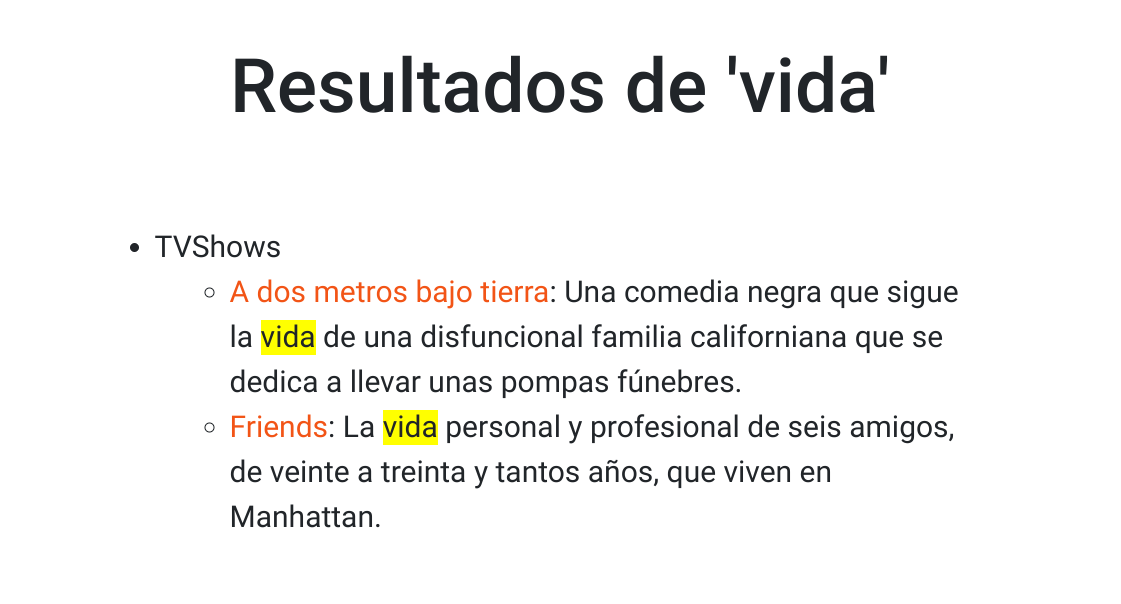 Resultados de 'vida'
• TVShows
○ A dos metros bajo tierra: Una comedia negra que sigue
la vida de una disfuncional familia californiana que se
dedica a llevar unas pompas fúnebres.
○ Friends: La vida personal y profesional de seis amigos,
de veinte a treinta y tantos años, que viven en
Manhattan.